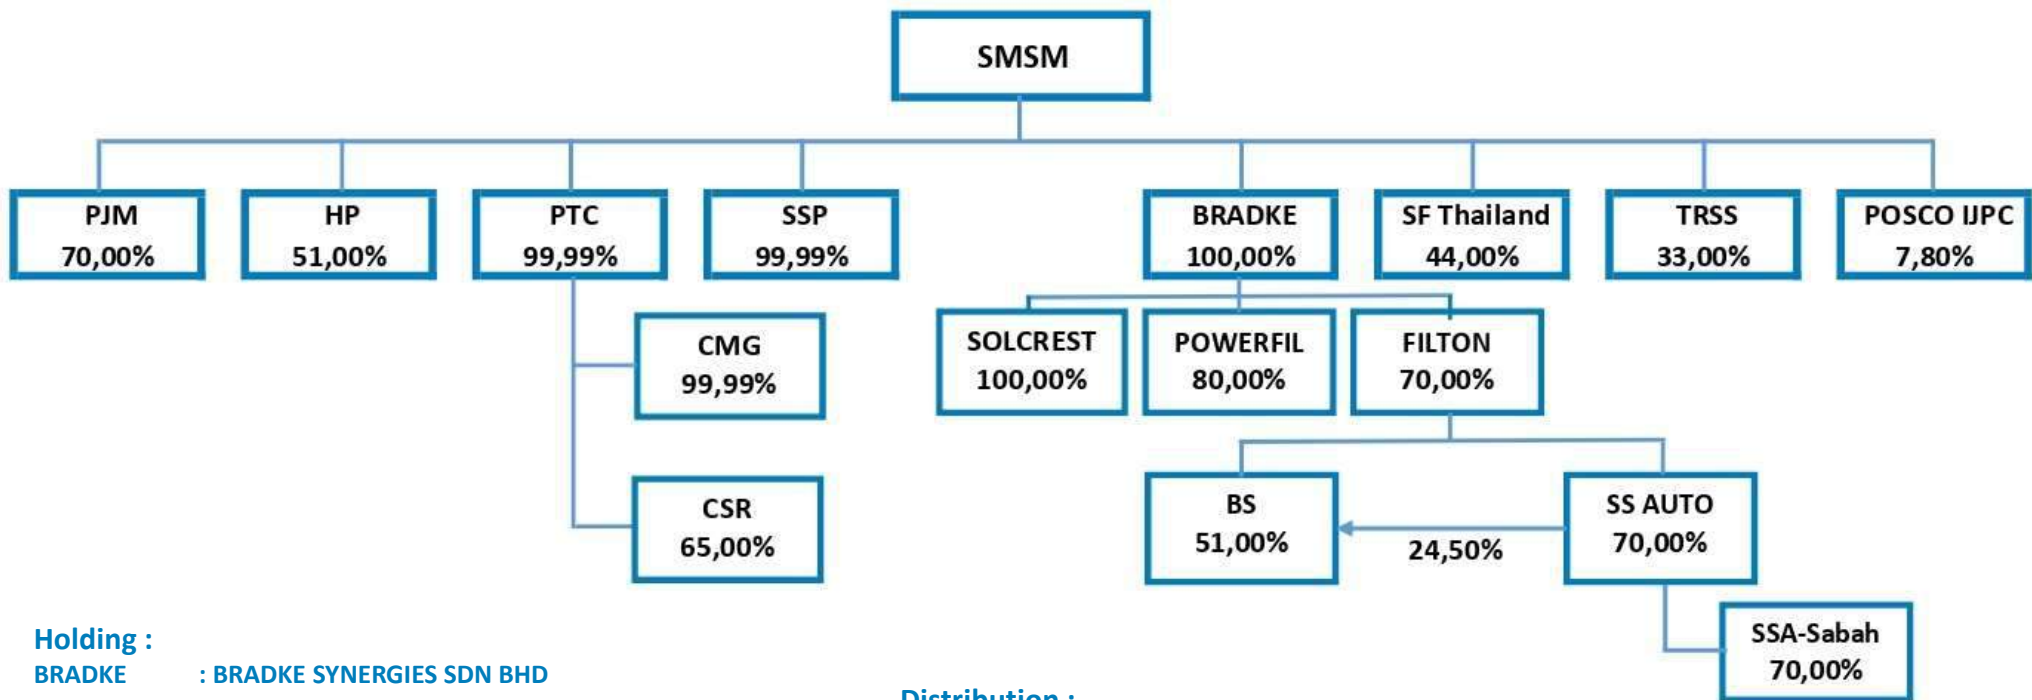 SMSM
PJM
70,00%
HP
51,00%
PTC
99,99%
SSP
99,99%
BRADKE
100,00%
SF Thailand
44,00%
TRSS
33,00%
POSCO IJPC
7,80%
CMG
99,99%
SOLCREST
100,00%
POWERFIL
80,00%
FILTON
70,00%
CSR
65,00%
BS
51,00%
24,50%
SS AUTO
70,00%
SSA-Sabah
70,00%
Holding :
BRADKE : BRADKE SYNERGIES SDN BHD
Distribution :